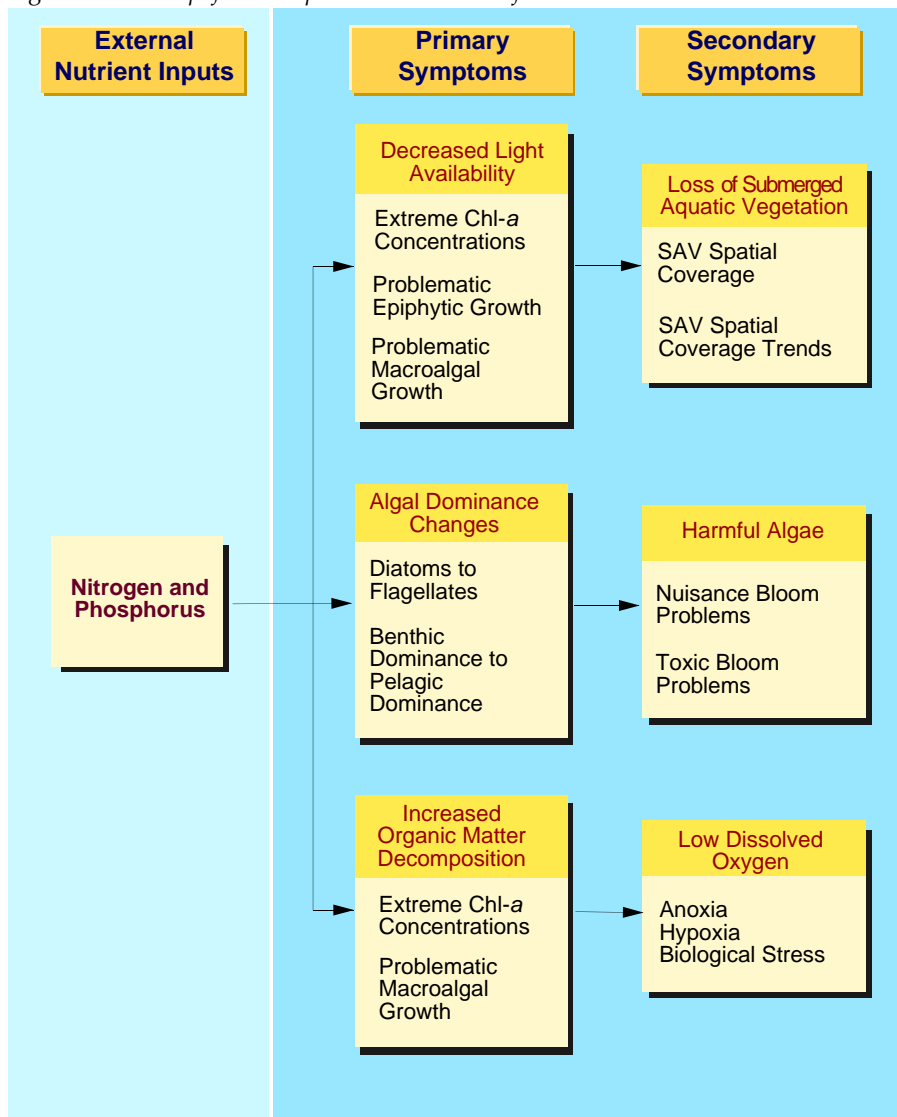 External
Nutrient Inputs
Primary
Symptoms
Secondary
Symptoms
Decreased Light
Availability
Extreme Chl-a
Concentrations
Problematic
Epiphytic Growth
Problematic
Macroalgal
Growth
Loss of Submerged
Aquatic Vegetation
SAV Spatial
Coverage
SAV Spatial
Coverage Trends
Nitrogen and
Phosphorus
Algal Dominance
Changes
Diatoms to
Flagellates
Benthic
Dominance to
Pelagic
Dominance
Harmful Algae
Nuisance Bloom
Problems
Toxic Bloom
Problems
Increased
Organic Matter
Decomposition
Extreme Chl-a
Concentrations
Problematic
Macroalgal
Growth
Low Dissolved
Oxygen
Anoxia
Hypoxia
Biological Stress